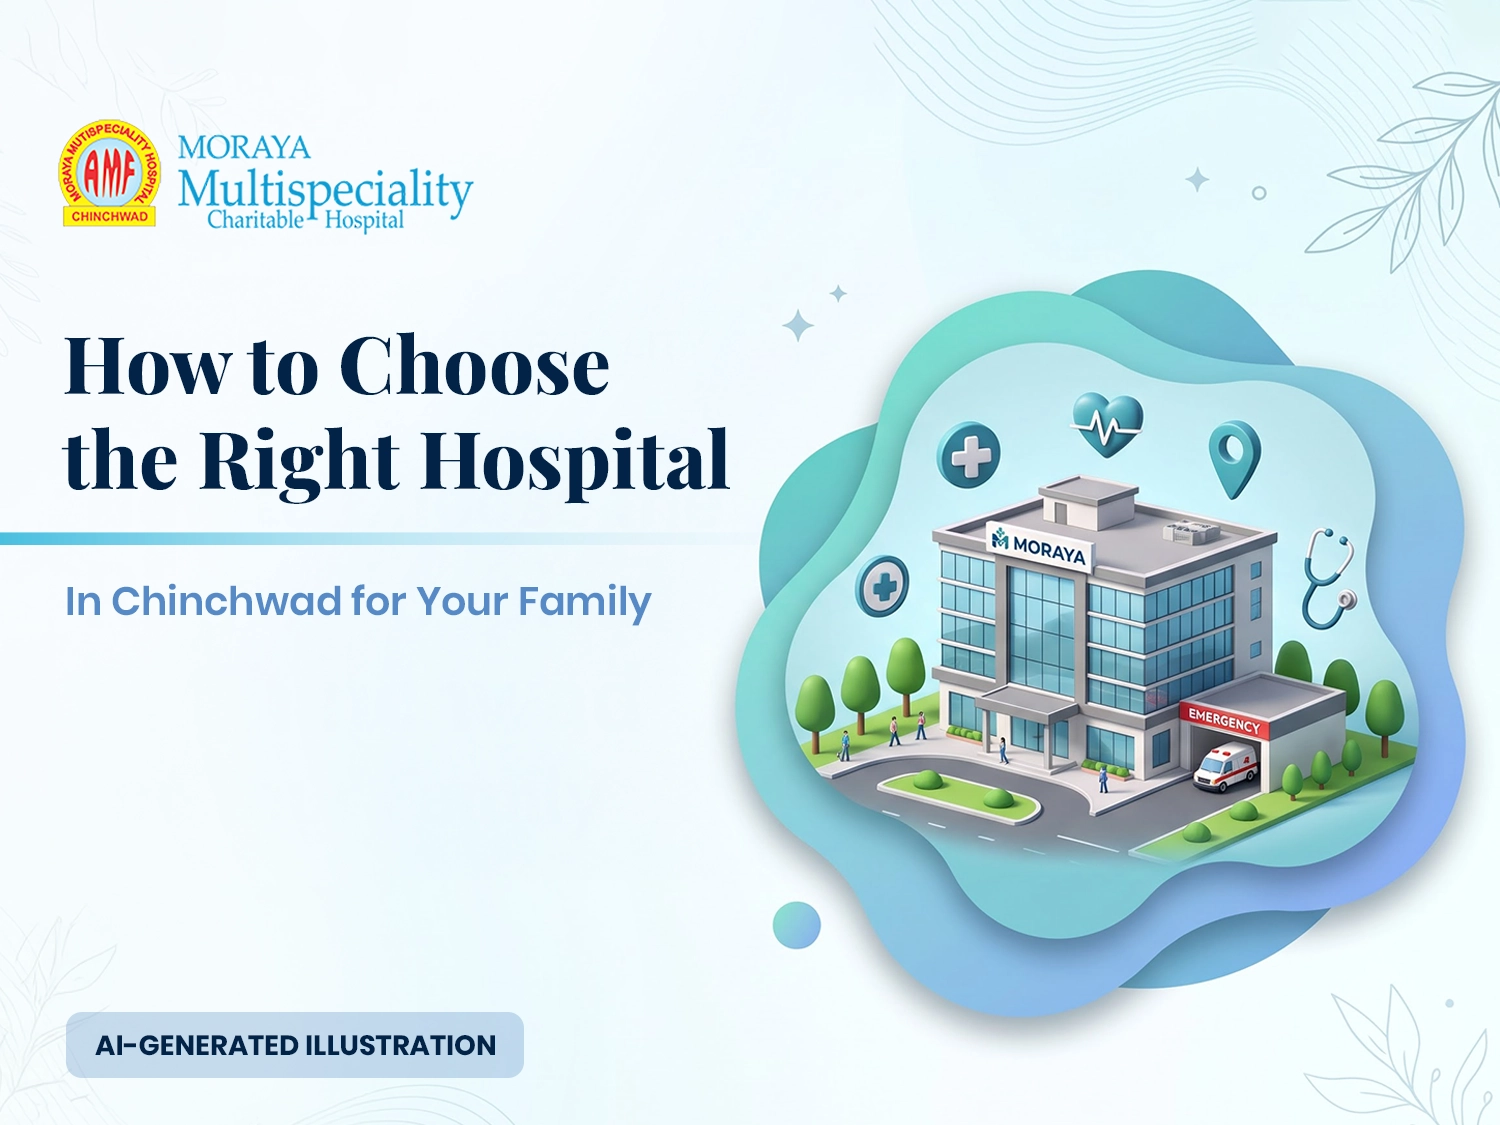 MORAYA MUTISPECIALITY HOSPITAL
AMF
CHINCHWAD
MORAYA
Multispeciality
Charitable Hospital
How to Choose
the Right Hospital
In Chinchwad for Your Family
MORAYA
EMERGENCY
AI-GENERATED ILLUSTRATION